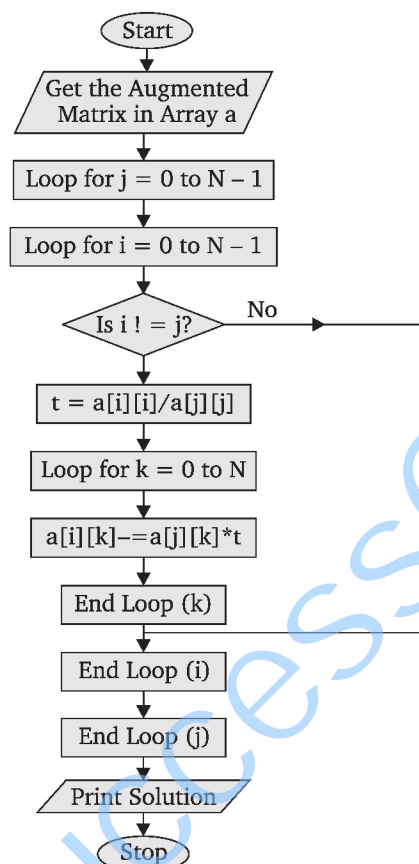 Start
Get the Augmented
Matrix in Array a
Loop for j = 0 to N – 1
Loop for i = 0 to N – 1
Is i ! = j?
No
t = a[i][i]/a[j][j]
Loop for k = 0 to N
a[i][k]–=a[j][k]*t
End Loop (k)
End Loop (i)
End Loop (j)
Print Solution
Stop